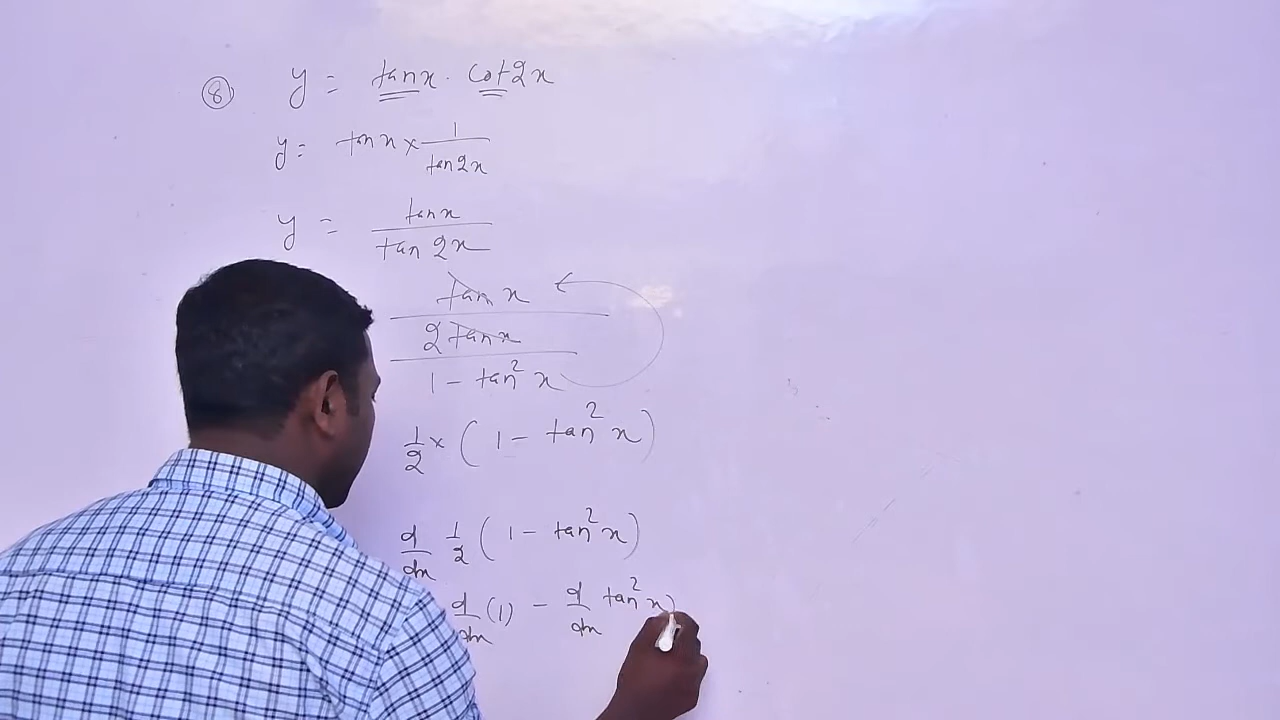 ⑧ y = tanx · cot2x
y = tan x × 1/tan2x
y = tanx / tan 2x
tan x
2 tan x
1 - tan² x
1/2 × ( 1 - tan² x )
d/dx 1/2 ( 1 - tan² x )
d/dx (1) - d/dx tan² x )